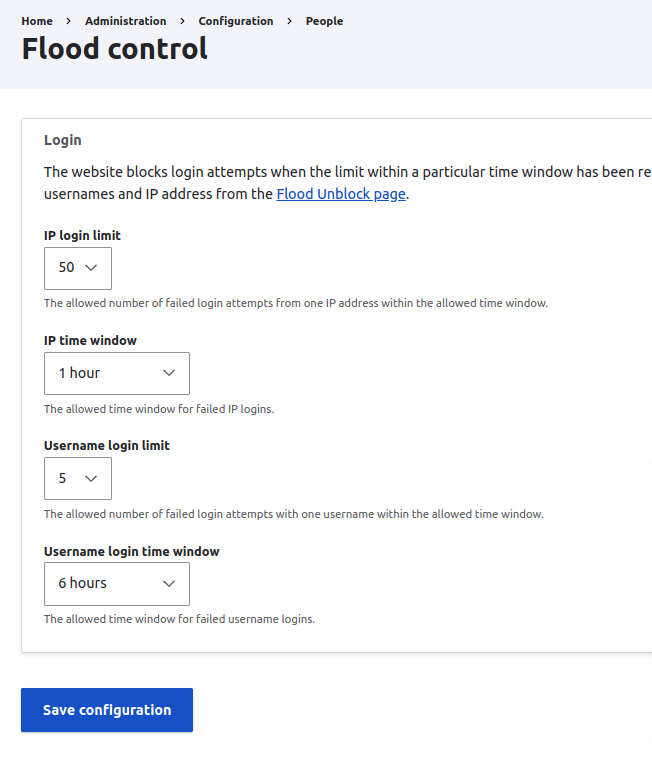 Home > Administration > Configuration > People
Flood control
Login
The website blocks login attempts when the limit within a particular time window has been re
usernames and IP address from the Flood Unblock page.
IP login limit
50
The allowed number of failed login attempts from one IP address within the allowed time window.
IP time window
1 hour
The allowed time window for failed IP logins.
Username login limit
5
The allowed number of failed login attempts with one username within the allowed time window.
Username login time window
6 hours
The allowed time window for failed username logins.
Save configuration